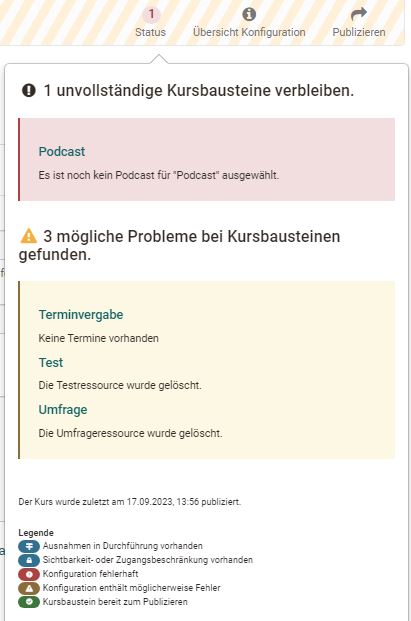 1
Status
Übersicht Konfiguration
Publizieren
1 unvollständige Kursbausteine verbleiben.
Podcast
Es ist noch kein Podcast für "Podcast" ausgewählt.
3 mögliche Probleme bei Kursbausteinen
gefunden.
Terminvergabe
Keine Termine vorhanden
Test
Die Testressource wurde gelöscht.
Umfrage
Die Umfrageressource wurde gelöscht.
Der Kurs wurde zuletzt am 17.09.2023, 13:56 publiziert.
Legende
Ausnahmen in Durchführung vorhanden
Sichtbarkeit- oder Zugangsbeschränkung vorhanden
Konfiguration fehlerhaft
Konfiguration enthält möglicherweise Fehler
Kursbaustein bereit zum Publizieren